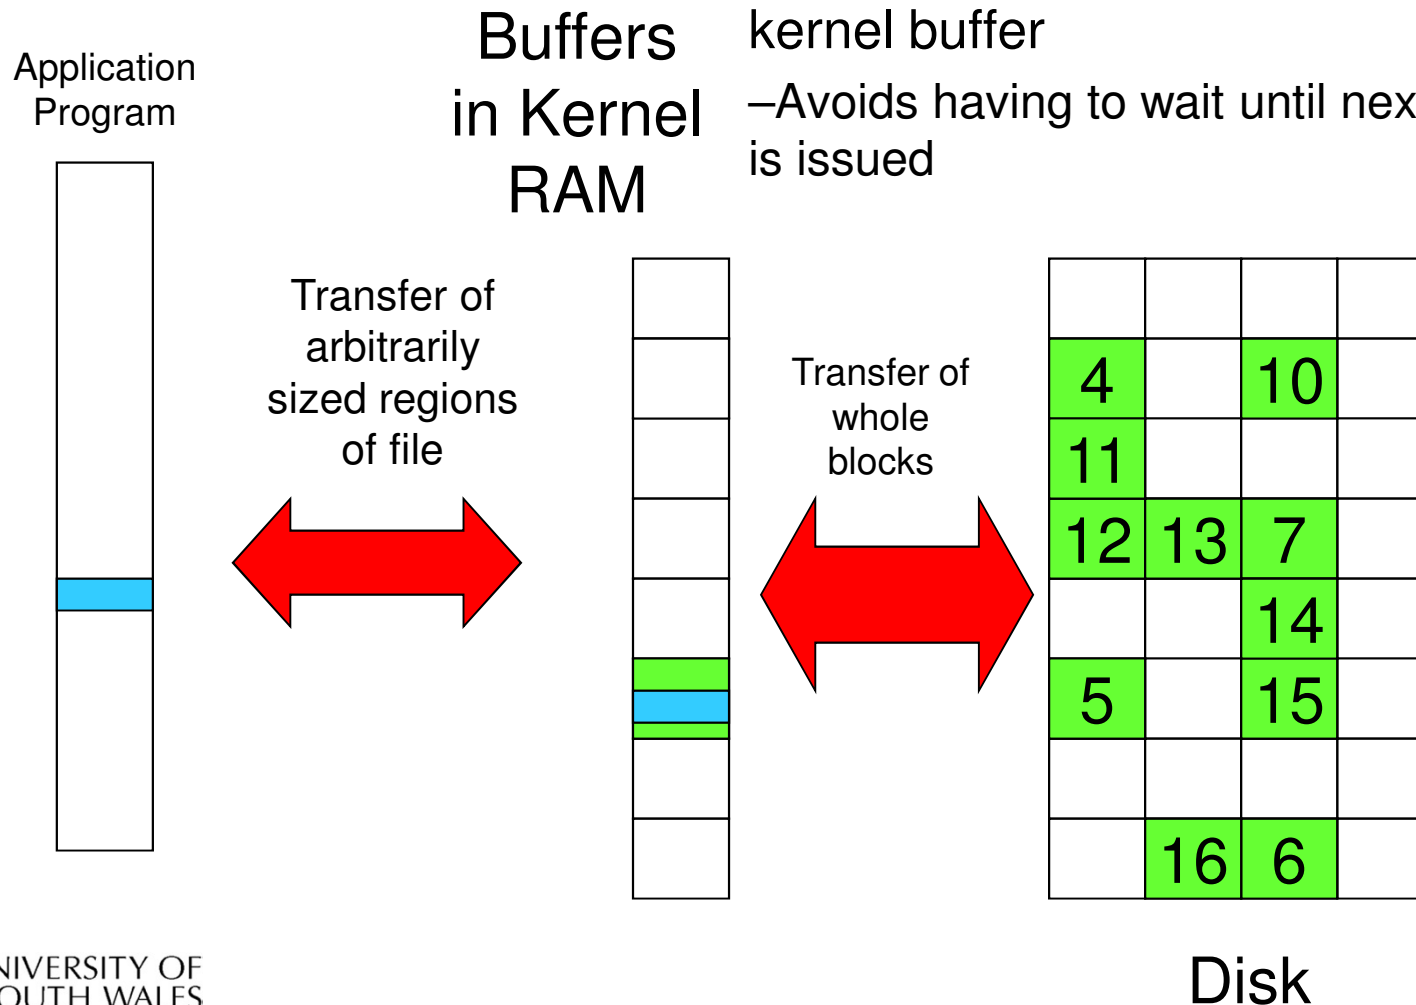 Application
Program
Buffers
in Kernel
RAM
kernel buffer
–Avoids having to wait until
is issued
Transfer of
arbitrarily
sized regions
of file
Transfer of
whole
blocks
4 10
11
12 13 7
14
5 15
16 6
Disk
OF
WALES